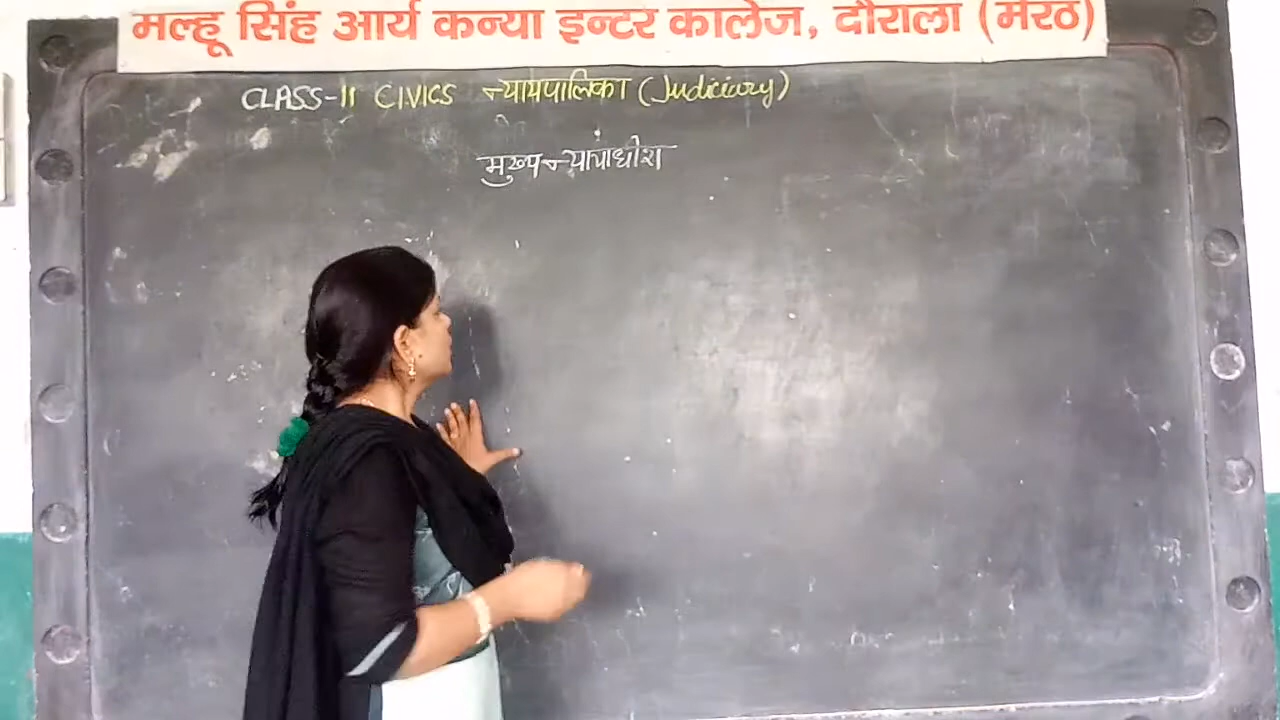 मल्हू सिंह आर्य कन्या इन्टर कालेज, दौराला (मेरठ)
CLASS-11 CIVICS न्यायपालिका (Judiciary)
मुख्य न्यायाधीश